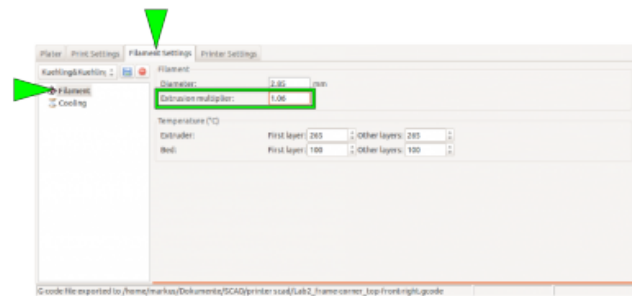 Plater Print Settings Filament Settings Printer Settings
Kuehling&Kuehling
Filament
Cooling
Filament
Diameter: 2.85 mm
Extrusion multiplier: 1.06
Temperature (°C)
Extruder: First layer: 265 Other layers: 265
Bed: First layer: 100 Other layers: 100
G-code file exported to /home/markus/Dokumente/SCAD/printer scad/Lab2_frame-corner_top-front-right.gcode